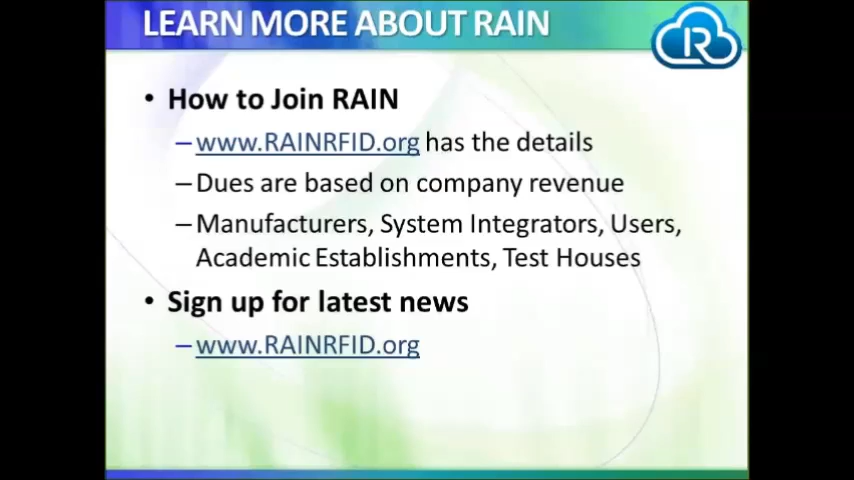 LEARN MORE ABOUT RAIN
R
• How to Join RAIN
– www.RAINRFID.org has the details
– Dues are based on company revenue
– Manufacturers, System Integrators, Users,
Academic Establishments, Test Houses
• Sign up for latest news
– www.RAINRFID.org